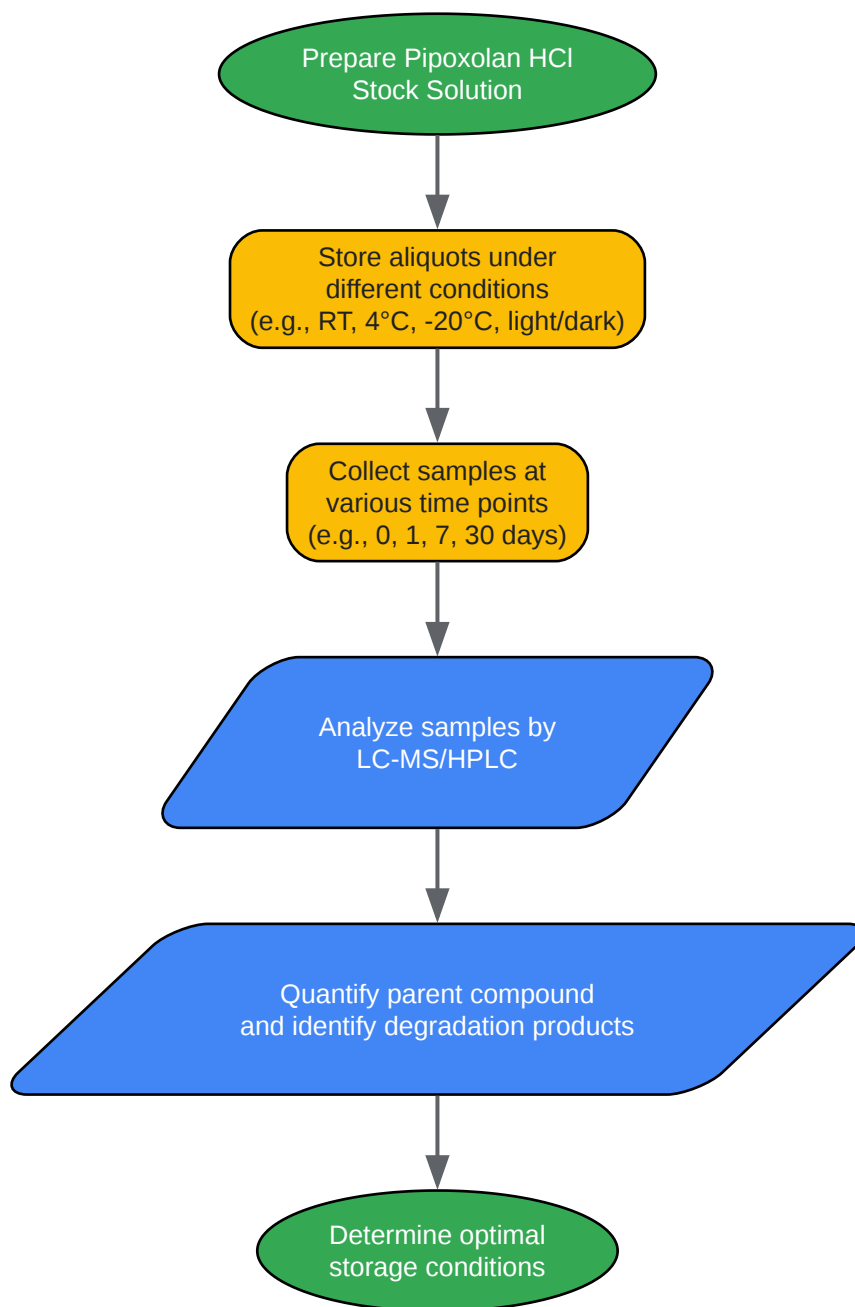 Prepare Pipoxolan HCl
Stock Solution
Store aliquots under
different conditions
(e.g., RT, 4°C, -20°C, light/dark)
Collect samples at
various time points
(e.g., 0, 1, 7, 30 days)
Analyze samples by
LC-MS/HPLC
Quantify parent compound
and identify degradation products
Determine optimal
storage conditions